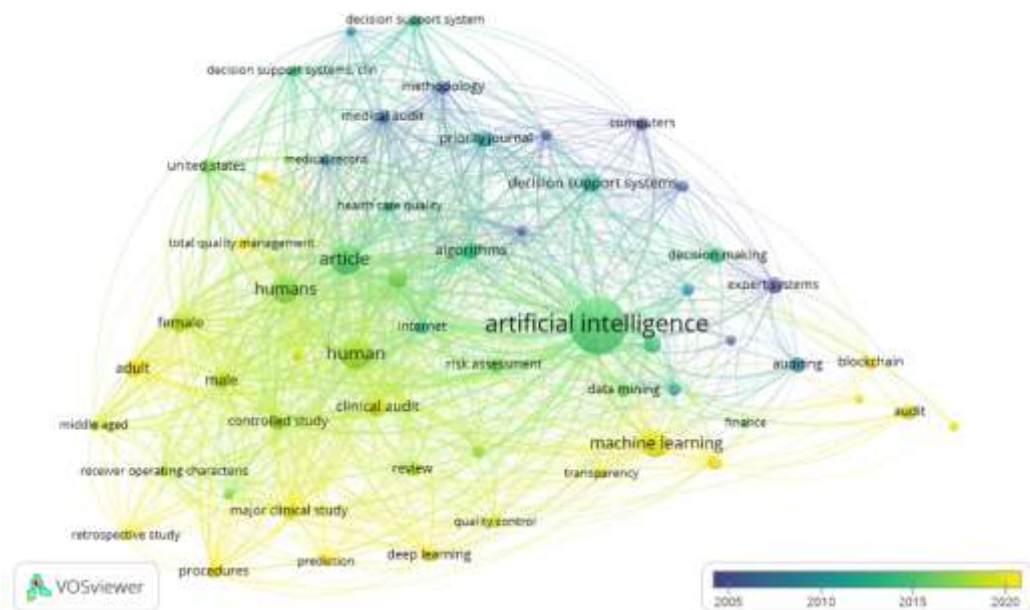 decision support system
decision support systems, clin
methodology
medical audit
computers
priority journal
medical record
united states
decision support systems
health care quality
total quality management
algorithms
decision making
article
expert systems
humans
artificial intelligence
female
internet
human
risk assessment
auditing
blockchain
adult
male
data mining
clinical audit
audit
middle aged
controlled study
finance
machine learning
receiver operating characteris
review
transparency
major clinical study
quality control
retrospective study
prediction
deep learning
procedures
VOSviewer
2005
2010
2015
2020